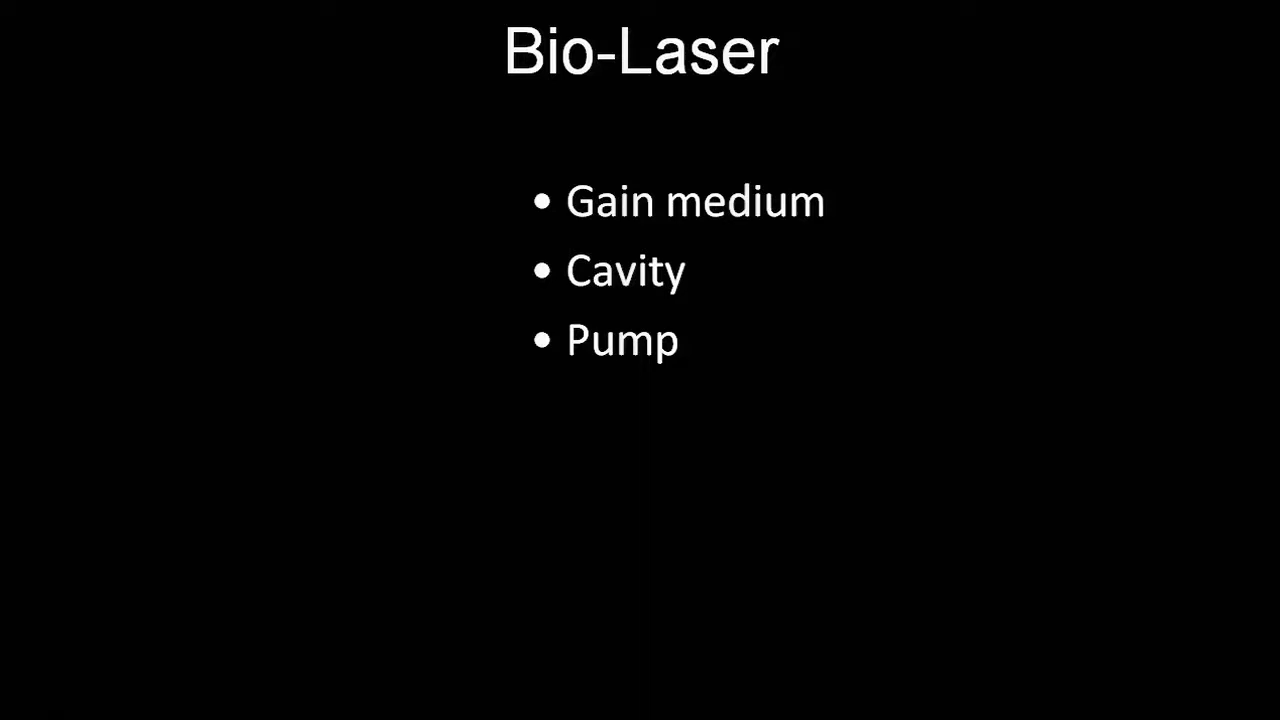 Bio-Laser
• Gain medium
• Cavity
• Pump